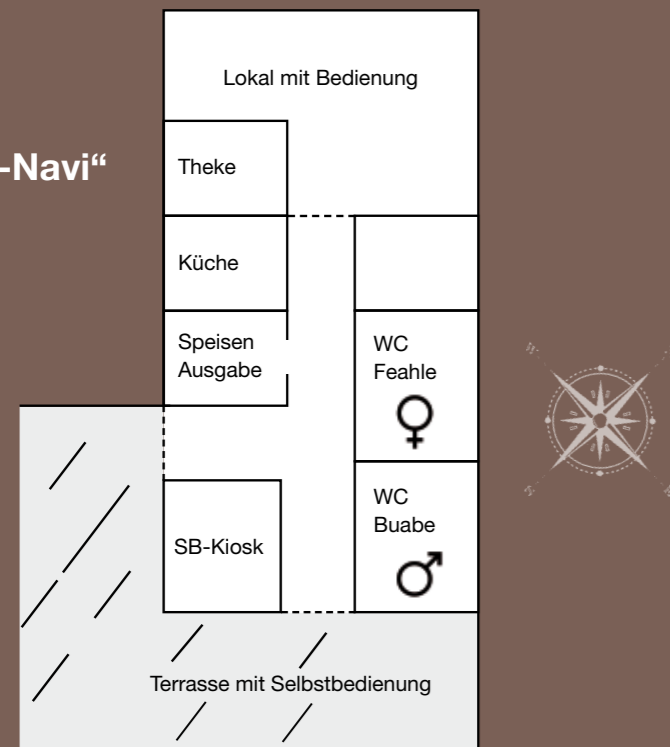 Lokal mit Bedienung
-Navi“
Theke
Küche
Speisen
Ausgabe
WC
Feahle
WC
Buabe
SB-Kiosk
Terrasse mit Selbstbedienung
W